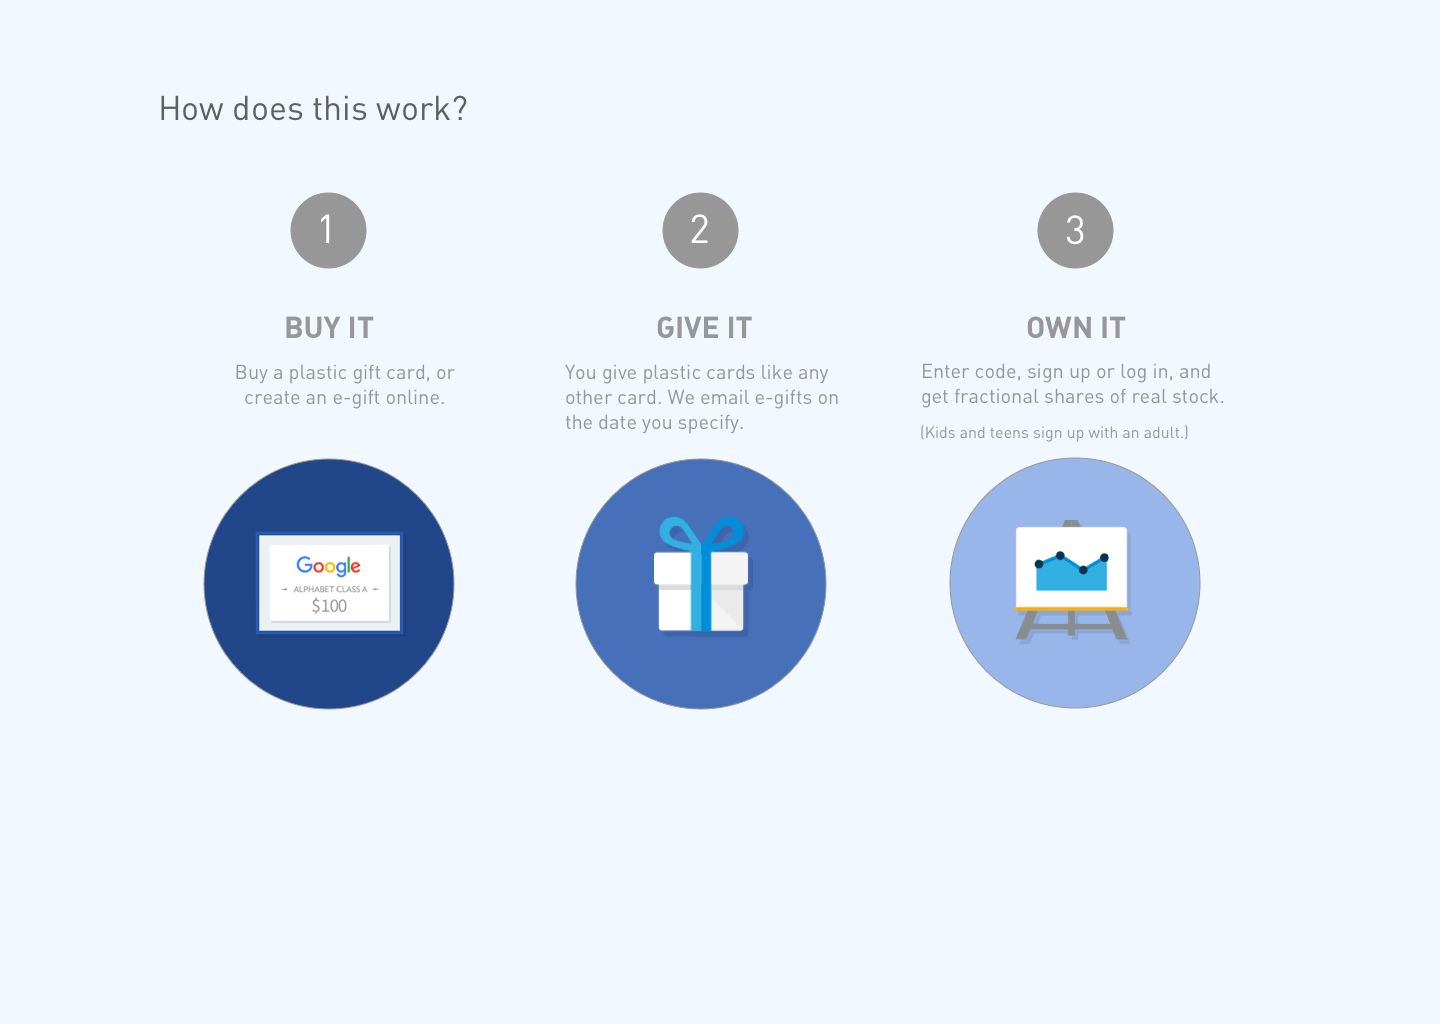 How does this work?
1
BUY IT
Buy a plastic gift card, or
create an e-gift online.
Google
- ALPHABET CLASS A -
$100
2
GIVE IT
You give plastic cards like any
other card. We email e-gifts on
the date you specify.
3
OWN IT
Enter code, sign up or log in, and
get fractional shares of real stock.
(Kids and teens sign up with an adult.)